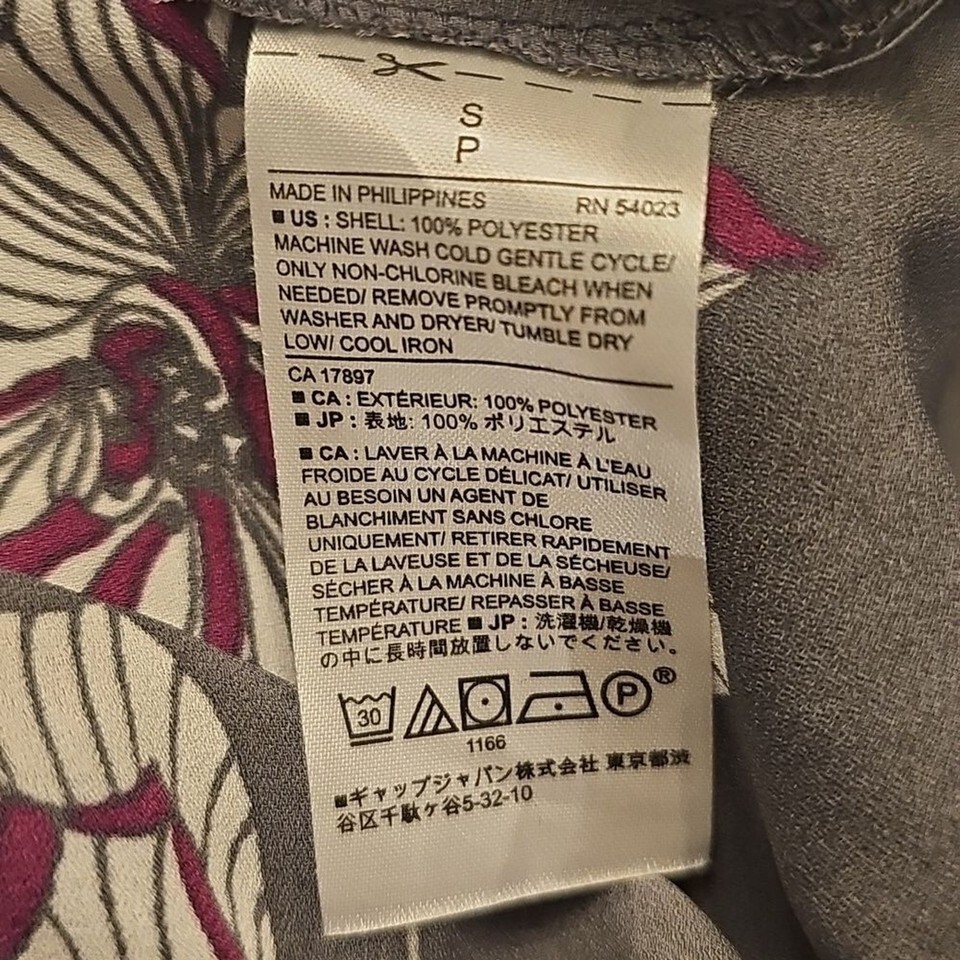 S
P
MADE IN PHILIPPINES RN 54023
■ US : SHELL: 100% POLYESTER
MACHINE WASH COLD GENTLE CYCLE/
ONLY NON-CHLORINE BLEACH WHEN
NEEDED/ REMOVE PROMPTLY FROM
WASHER AND DRYER/ TUMBLE DRY
LOW/ COOL IRON
CA 17897
■ CA : EXTÉRIEUR: 100% POLYESTER
■ JP : 表地: 100% ポリエステル
■ CA : LAVER À LA MACHINE À L'EAU
FROIDE AU CYCLE DÉLICAT/ UTILISER
AU BESOIN UN AGENT DE
BLANCHIMENT SANS CHLORE
UNIQUEMENT/ RETIRER RAPIDEMENT
DE LA LAVEUSE ET DE LA SÉCHEUSE/
SÉCHER À LA MACHINE À BASSE
TEMPÉRATURE/ REPASSER À BASSE
TEMPÉRATURE ■ JP : 洗濯機/乾燥機
の中に長時間放置しないでください。
30 P ®
1166
■ギャップジャパン株式会社 東京都渋
谷区千駄ケ谷5-32-10